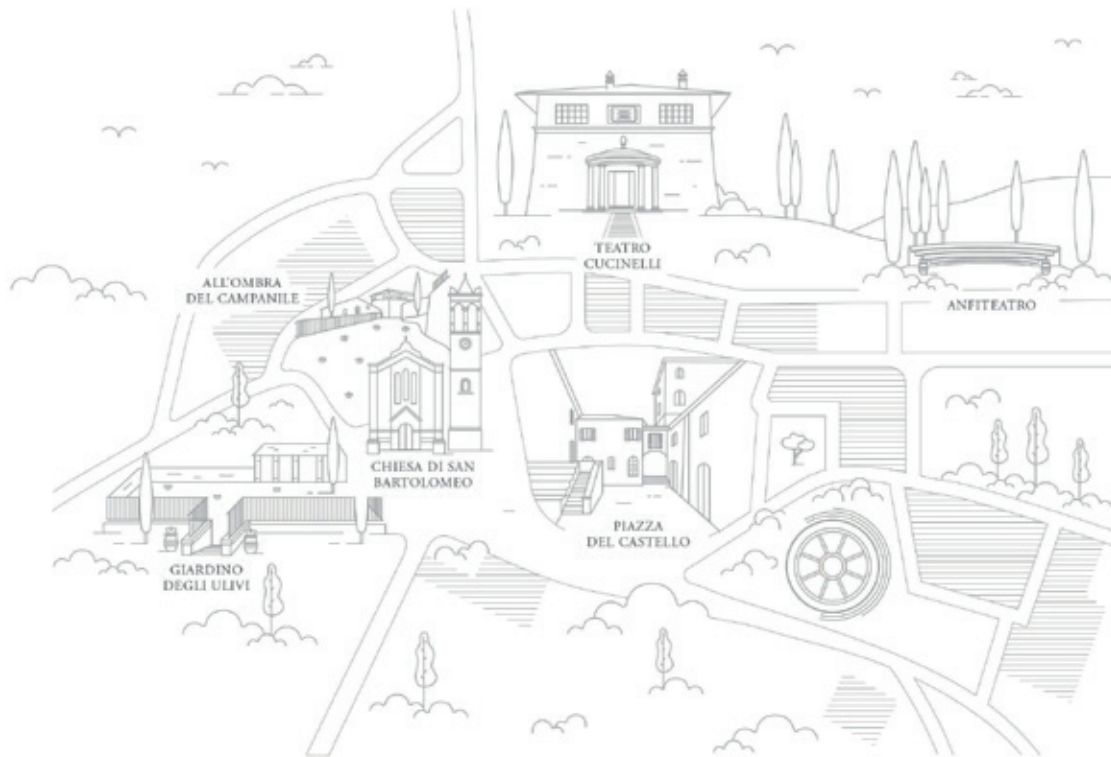 TEATRO
CUCINELLI
ALL'OMBRA
DEL CAMPANILE
ANFITEATRO
CHIESA DI SAN
BARTOLOMEO
PIAZZA
DEL CASTELLO
GIARDINO
DEGLI ULIVI